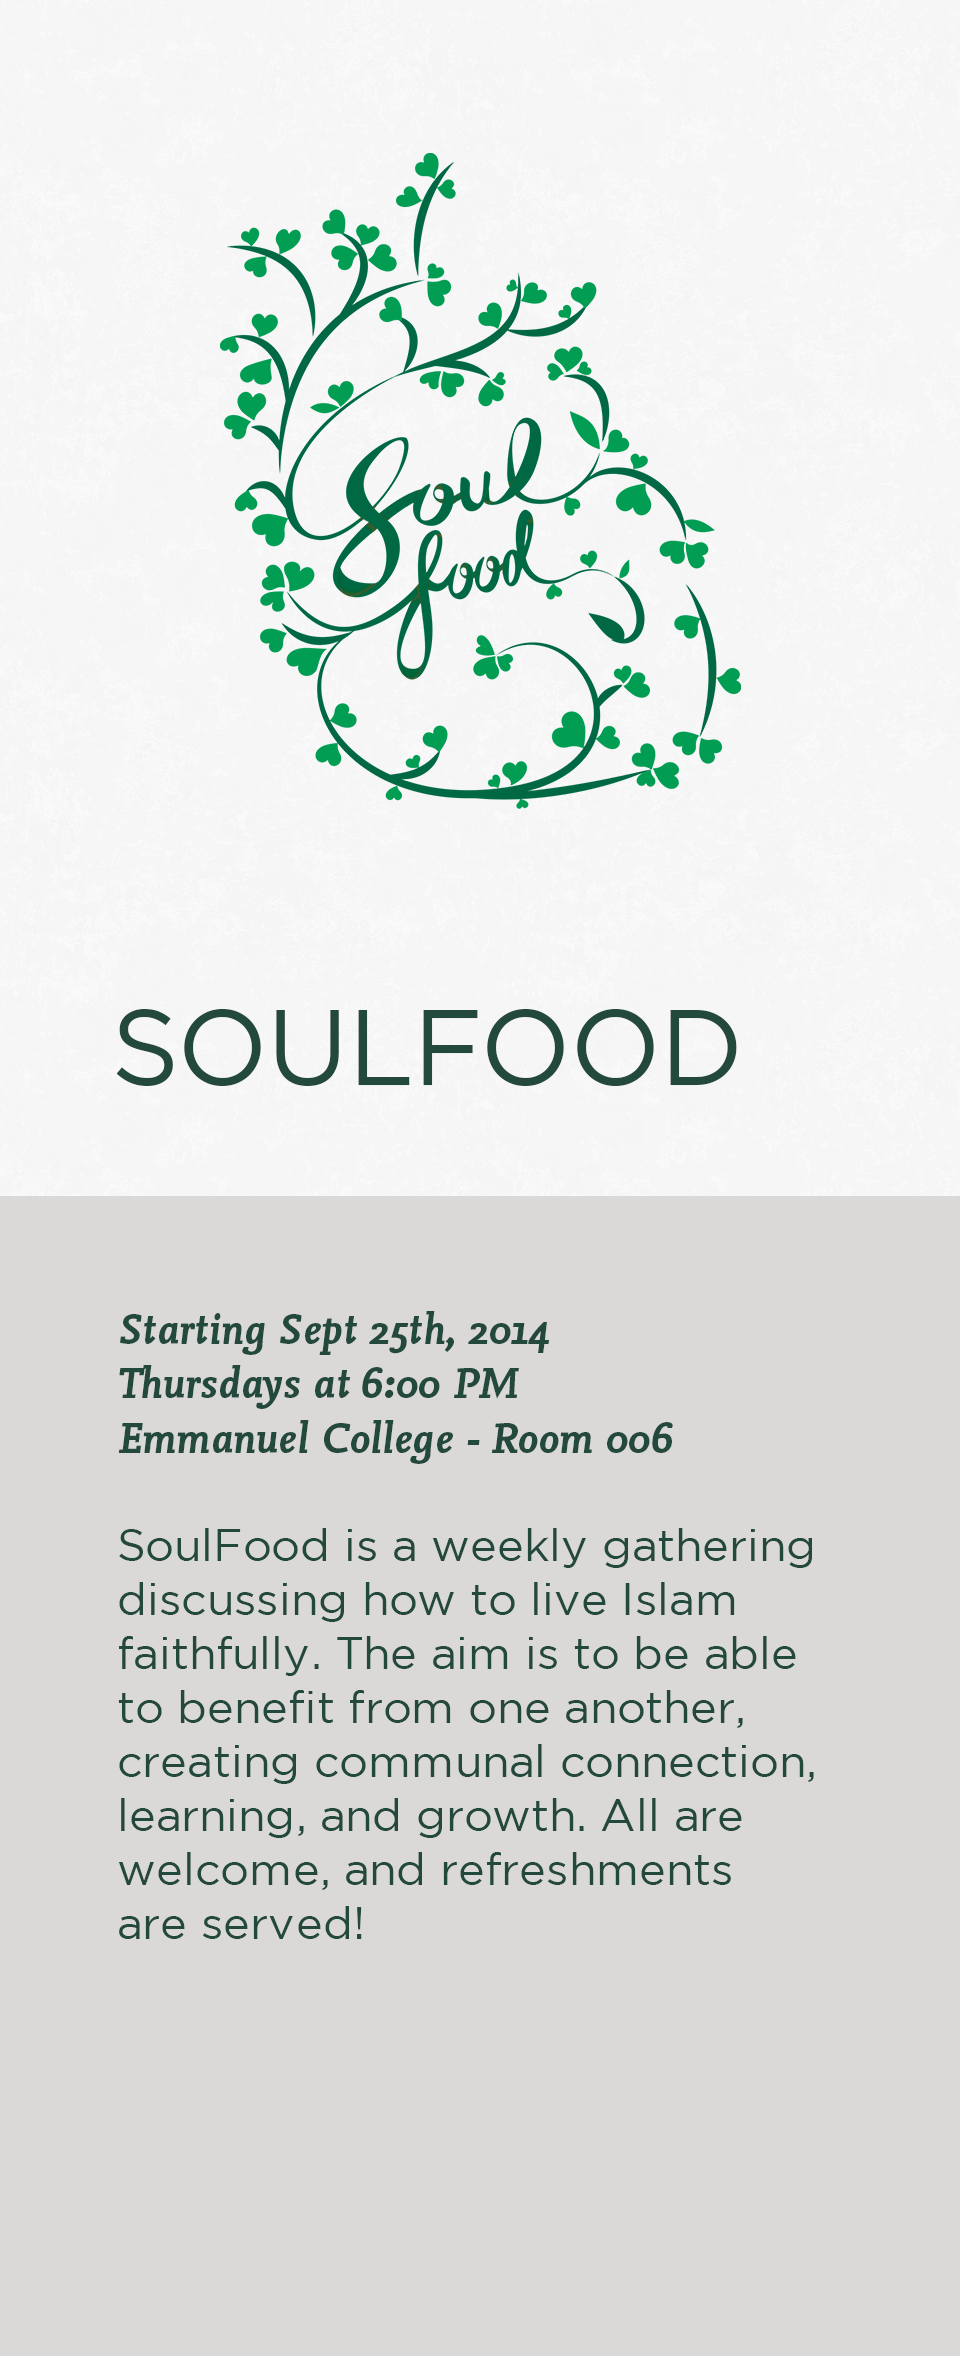 Soul
food
SOULFOOD
Starting Sept 25th, 2014
Thursdays at 6:00 PM
Emmanuel College - Room 006
SoulFood is a weekly gathering
discussing how to live Islam
faithfully. The aim is to be able
to benefit from one another,
creating communal connection,
learning, and growth. All are
welcome, and refreshments
are served!